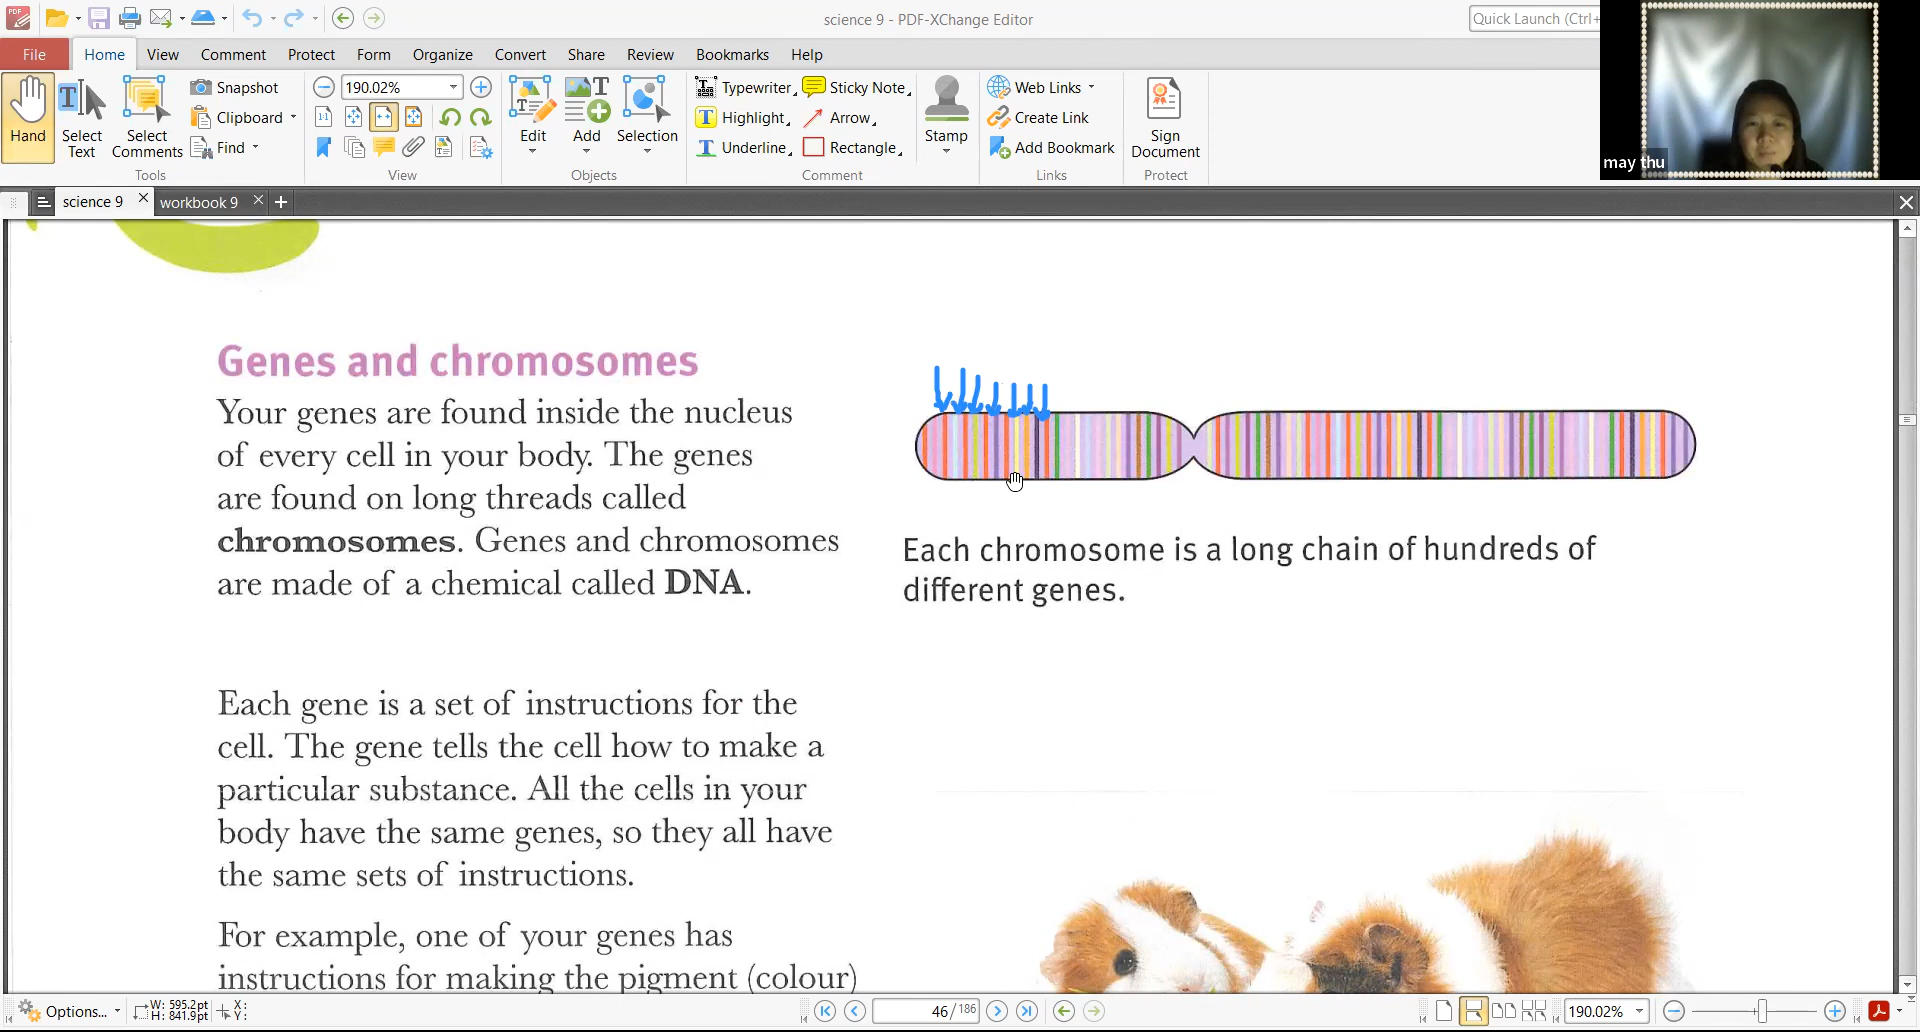 science 9 - PDF-XChange Editor
Quick Launch (Ctrl+
File Home View Comment Protect Form Organize Convert Share Review Bookmarks Help
Hand
Select Text
Select Comments
Snapshot
Clipboard
Find
Tools
190.02%
View
Edit
Add
Selection
Objects
Typewriter
Sticky Note
Highlight
Arrow
Underline
Rectangle
Stamp
Comment
Web Links
Create Link
Add Bookmark
Links
Sign Document
Protect
may thu
science 9
workbook 9
Genes and chromosomes
Your genes are found inside the nucleus
of every cell in your body. The genes
are found on long threads called
chromosomes. Genes and chromosomes
are made of a chemical called DNA.
Each chromosome is a long chain of hundreds of
different genes.
Each gene is a set of instructions for the
cell. The gene tells the cell how to make a
particular substance. All the cells in your
body have the same genes, so they all have
the same sets of instructions.
For example, one of your genes has
instructions for making the pigment (colour)
Options...
W: 595.2pt
H: 841.9pt
X:
Y:
46 / 186
190.02%